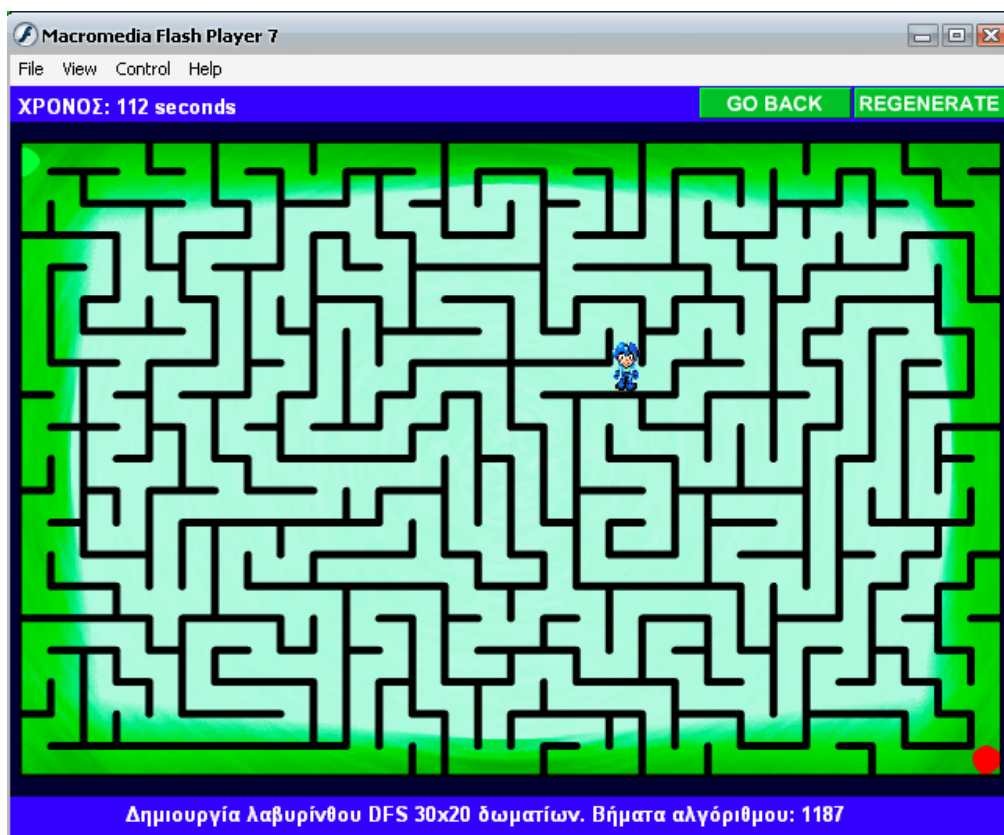 Macromedia Flash Player 7
File View Control Help
ΧΡΟΝΟΣ: 112 seconds GO BACK REGENERATE
Δημιουργία λαβυρίνθου DFS 30x20 δωματίων. Βήματα αλγόριθμου: 1187